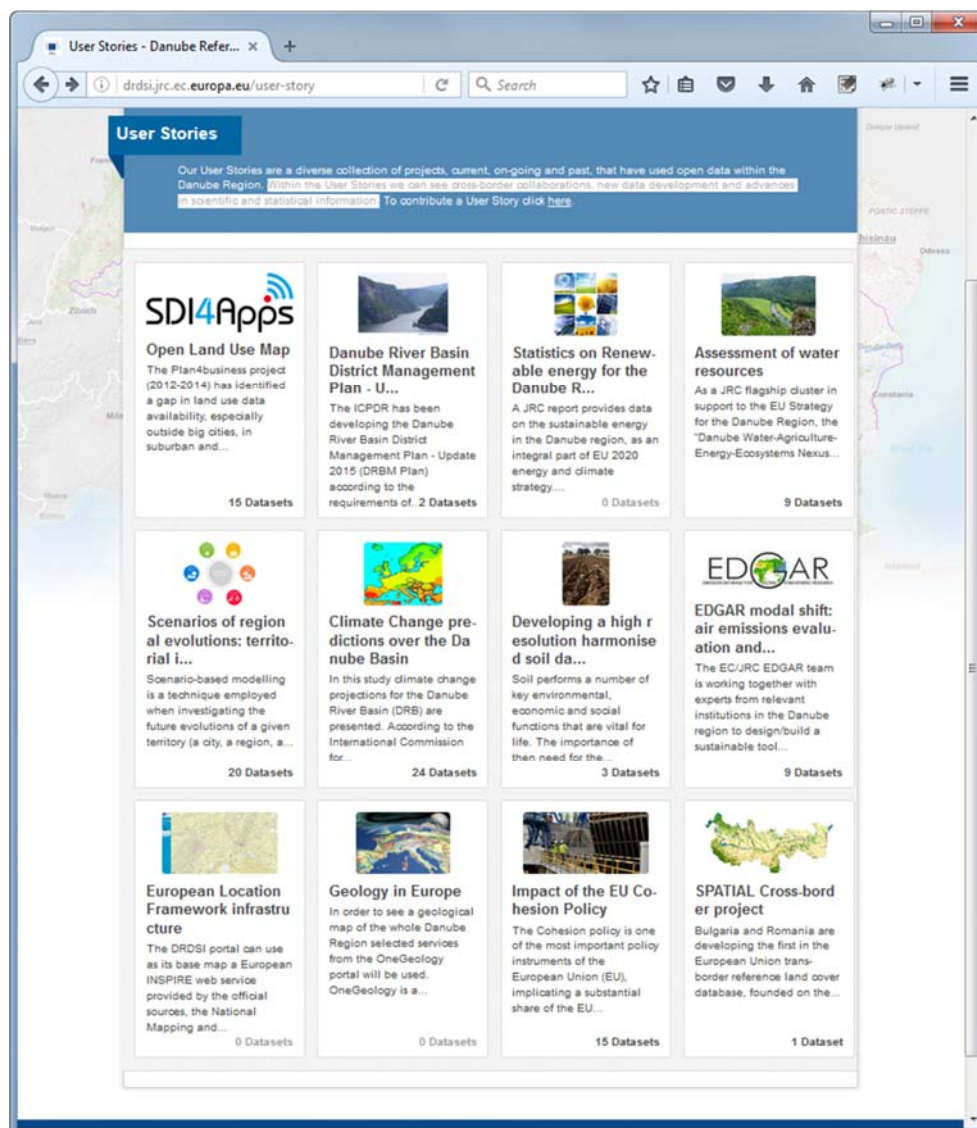 User Stories - Danube Refer... × +
drdsi.jrc.ec.europa.eu/user-story
Search
User Stories
Our User Stories are a diverse collection of projects, current, on-going and past, that have used open data within the
Danube Region. Within the User Stories we can see cross-border collaborations, new data development and advances
in scientific and statistical information. To contribute a User Story click here.
SDI4Apps
Open Land Use Map
The Plan4business project
(2012-2014) has identified
a gap in land use data
availability, especially
outside big cities, in
suburban and...
15 Datasets
Danube River Basin
District Management
Plan - U...
The ICPDR has been
developing the Danube
River Basin District
Management Plan - Update
2015 (DRBM Plan)
according to the
requirements of..
2 Datasets
Statistics on Renew-
able energy for the
Danube R...
A JRC report provides data
on the sustainable energy
in the Danube region, as an
integral part of EU 2020
energy and climate
strategy....
0 Datasets
Assessment of water
resources
As a JRC flagship cluster in
support to the EU Strategy
for the Danube Region, the
"Danube Water-Agriculture-
Energy-Ecosystems Nexus...
9 Datasets
Scenarios of region
al evolutions: territo-
rial i...
Scenario-based modelling
is a technique employed
when investigating the
future evolutions of a given
territory (a city, a region, a...
20 Datasets
Climate Change pre-
dictions over the Da
nube Basin
In this study climate change
projections for the Danube
River Basin (DRB) are
presented. According to the
International Commission
for...
24 Datasets
Developing a high r
esolution harmonise
d soil da...
Soil performs a number of
key environmental,
economic and social
functions that are vital for
life. The importance of
then need for the...
3 Datasets
EDGAR
EDGAR modal shift:
air emissions evalu-
ation and...
The EC/JRC EDGAR team
is working together with
experts from relevant
institutions in the Danube
region to design/build a
sustainable tool...
9 Datasets
European Location
Framework infrastru
cture
The DRDSI portal can use
as its base map a European
INSPIRE web service
provided by the official
sources, the National
Mapping and...
0 Datasets
Geology in Europe
In order to see a geological
map of the whole Danube
Region selected services
from the OneGeology
portal will be used.
OneGeology is a...
0 Datasets
Impact of the EU Co-
hesion Policy
The Cohesion policy is one
of the most important policy
instruments of the
European Union (EU),
implicating a substantial
share of the EU...
15 Datasets
SPATIAL Cross-bord
er project
Bulgaria and Romania are
developing the first in the
European Union trans-
border reference land cover
database, founded on the...
1 Dataset
Zürich
PONTIC STEPPE
hisinau
Odessa
Constanta
Istanbul